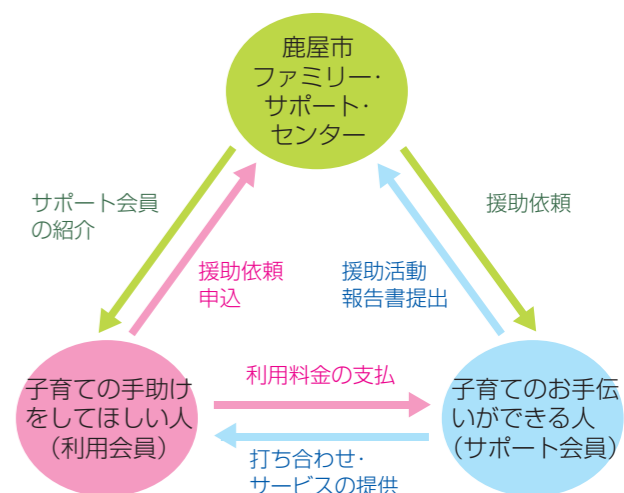 鹿屋市
ファミリー・
サポート・
センター
サポート会員
の紹介
援助依頼
申込
援助活動
報告書提出
援助依頼
子育ての手助け
をしてほしい人
（利用会員）
利用料金の支払
打ち合わせ・
サービスの提供
子育てのお手伝
いができる人
（サポート会員）